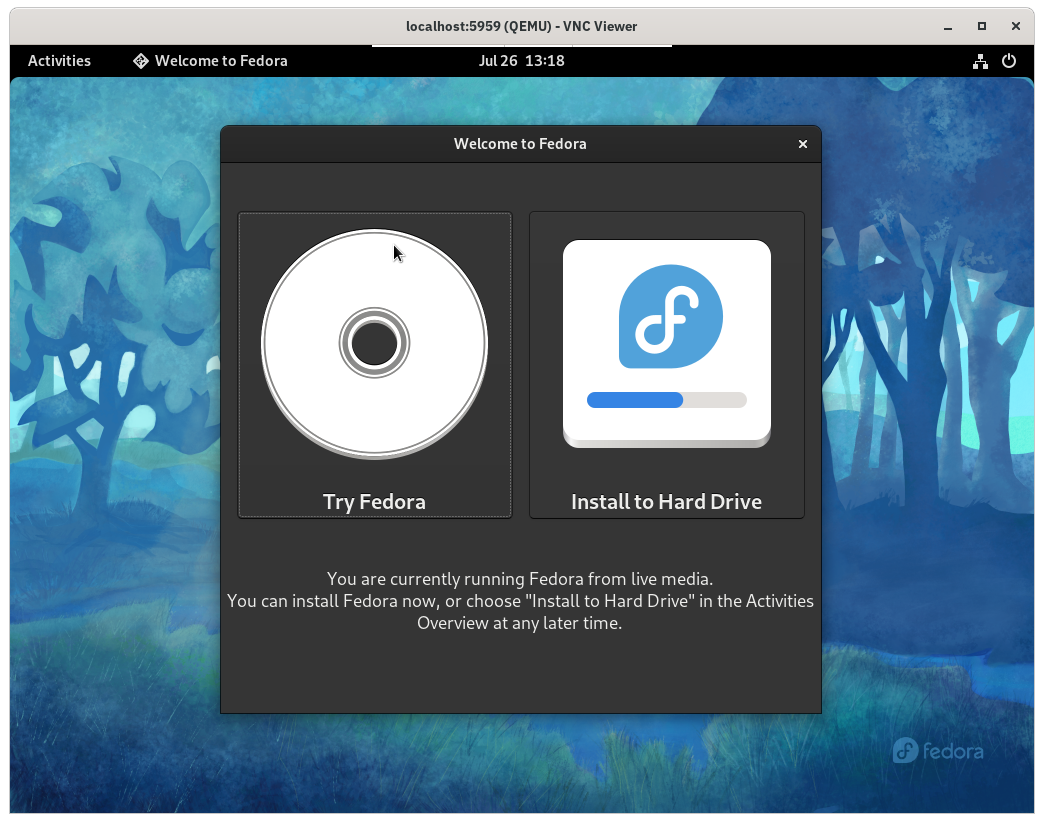 localhost:5959 (QEMU) - VNC Viewer
Activities Welcome to Fedora Jul 26 13:18
Welcome to Fedora
Try Fedora Install to Hard Drive
You are currently running Fedora from live media.
You can install Fedora now, or choose "Install to Hard Drive" in the Activities
Overview at any later time.
fedora